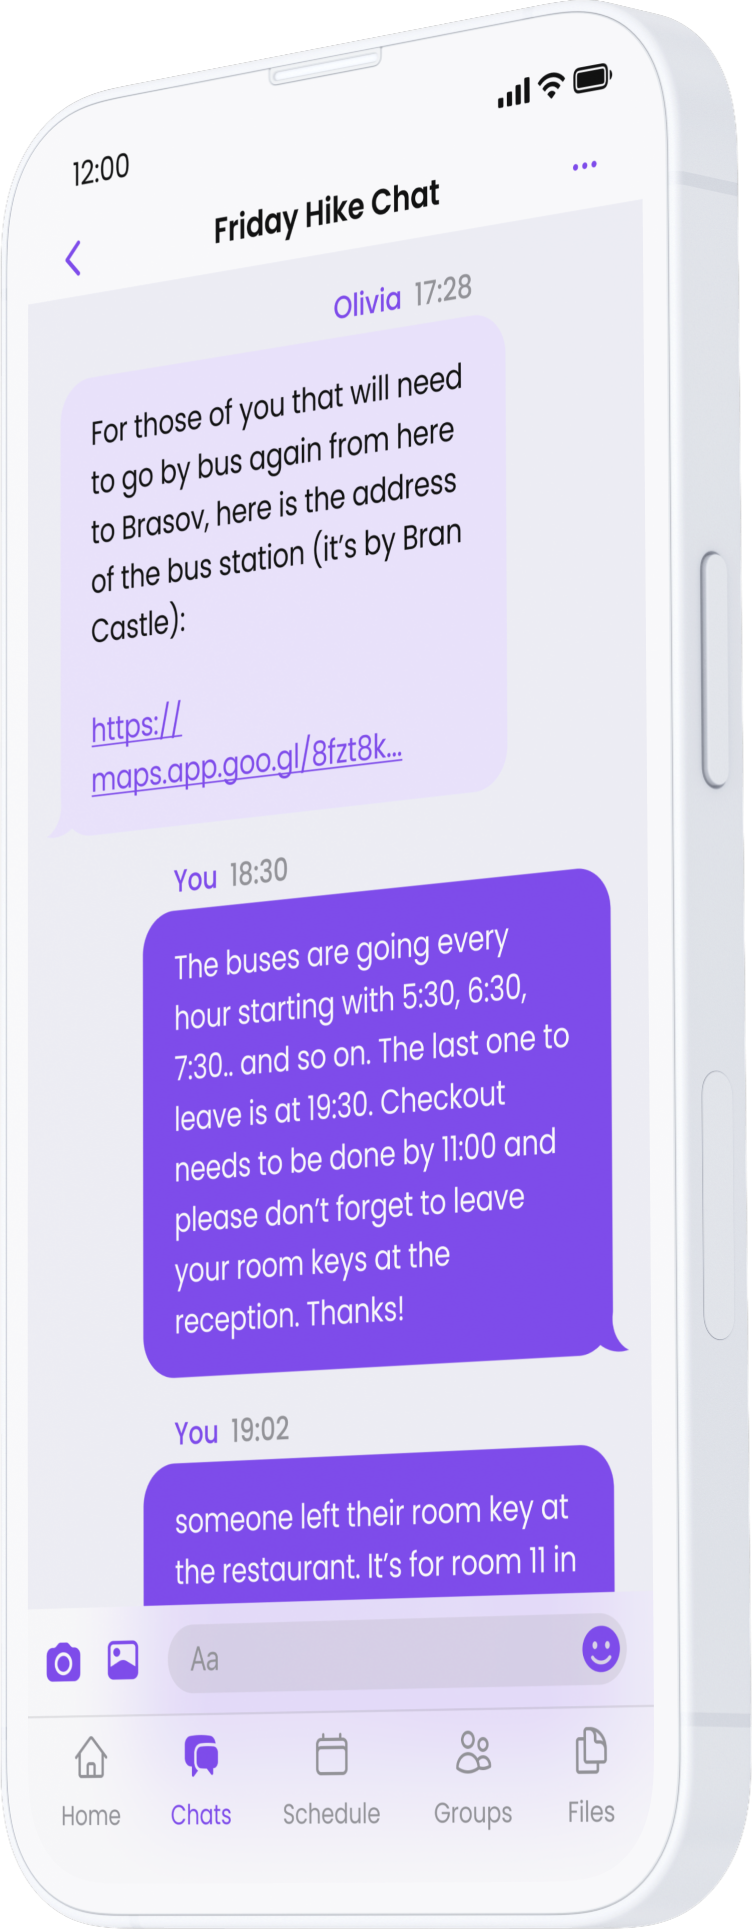 12:00
Friday Hike Chat
Olivia 17:28
For those of you that will need
to go by bus again from here
to Brasov, here is the address
of the bus station (it's by Bran
Castle):
https://
maps.app.goo.gl/8fzt8k...
You 18:30
The buses are going every
hour starting with 5:30, 6:30,
7:30.. and so on. The last one to
leave is at 19:30. Checkout
needs to be done by 11:00 and
please don't forget to leave
your room keys at the
reception. Thanks!
You 19:02
someone left their room key at
the restaurant. It's for room 11 in
Aa
Home Chats Schedule Groups Files